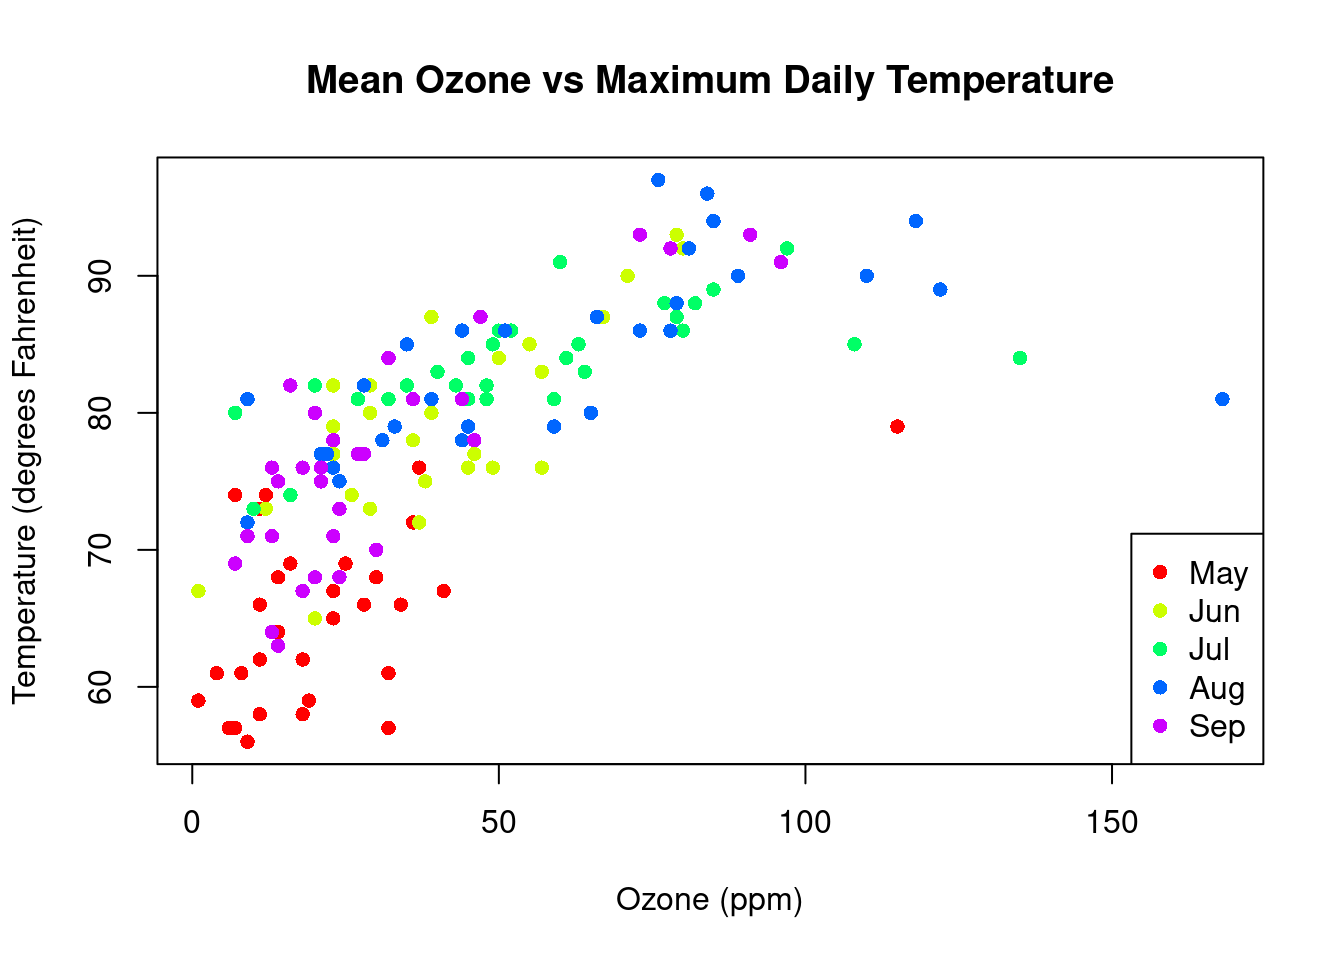 Mean Ozone vs Maximum Daily Temperature
Temperature (degrees Fahrenheit)
90
80
70
60
May
Jun
Jul
Aug
Sep
0 50 100 150
Ozone (ppm)